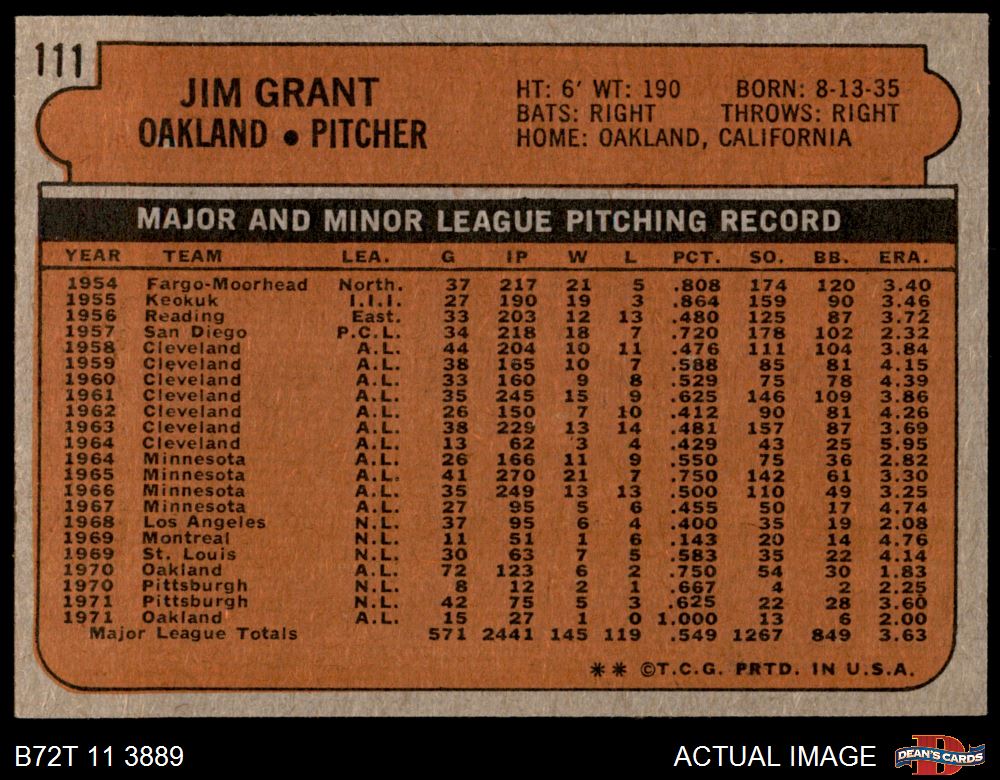 111
JIM GRANT
OAKLAND • PITCHER
HT: 6' WT: 190 BORN: 8-13-35
BATS: RIGHT THROWS: RIGHT
HOME: OAKLAND, CALIFORNIA
MAJOR AND MINOR LEAGUE PITCHING RECORD
YEAR TEAM LEA. G IP W L PCT. SO. BB. ERA.
1954 Fargo-Moorhead North. 37 217 21 5 .808 174 120 3.40
1955 Keokuk I.I.I. 27 190 19 3 .864 159 90 3.46
1956 Reading East. 33 203 12 13 .480 125 87 3.72
1957 San Diego P.C.L. 34 218 18 7 .720 178 102 2.32
1958 Cleveland A.L. 44 204 10 11 .476 111 104 3.84
1959 Cleveland A.L. 38 165 10 7 .588 85 81 4.15
1960 Cleveland A.L. 33 160 9 8 .529 75 78 4.39
1961 Cleveland A.L. 35 245 15 9 .625 146 109 3.86
1962 Cleveland A.L. 26 150 7 10 .412 90 81 4.26
1963 Cleveland A.L. 38 229 13 14 .481 157 87 3.69
1964 Cleveland A.L. 13 62 3 4 .429 43 25 5.95
1964 Minnesota A.L. 26 166 11 9 .550 75 36 2.82
1965 Minnesota A.L. 41 270 21 7 .750 142 61 3.30
1966 Minnesota A.L. 35 249 13 13 .500 110 49 3.25
1967 Minnesota A.L. 27 95 5 6 .455 50 17 4.74
1968 Los Angeles N.L. 37 95 6 4 .400 35 19 2.08
1969 Montreal N.L. 11 51 1 6 .143 20 14 4.76
1969 St. Louis N.L. 30 63 7 5 .583 35 22 4.14
1970 Oakland A.L. 72 123 6 2 .750 54 30 1.83
1970 Pittsburgh N.L. 8 12 2 1 .667 4 2 2.25
1971 Pittsburgh N.L. 42 75 5 3 .625 22 28 3.60
1971 Oakland A.L. 15 27 1 0 1.000 13 6 2.00
Major League Totals 571 2441 145 119 .549 1267 849 3.63
** ©T.C.G. PRTD. IN U.S.A.
B72T 11 3889
ACTUAL IMAGE
D
DEAN'S CARDS